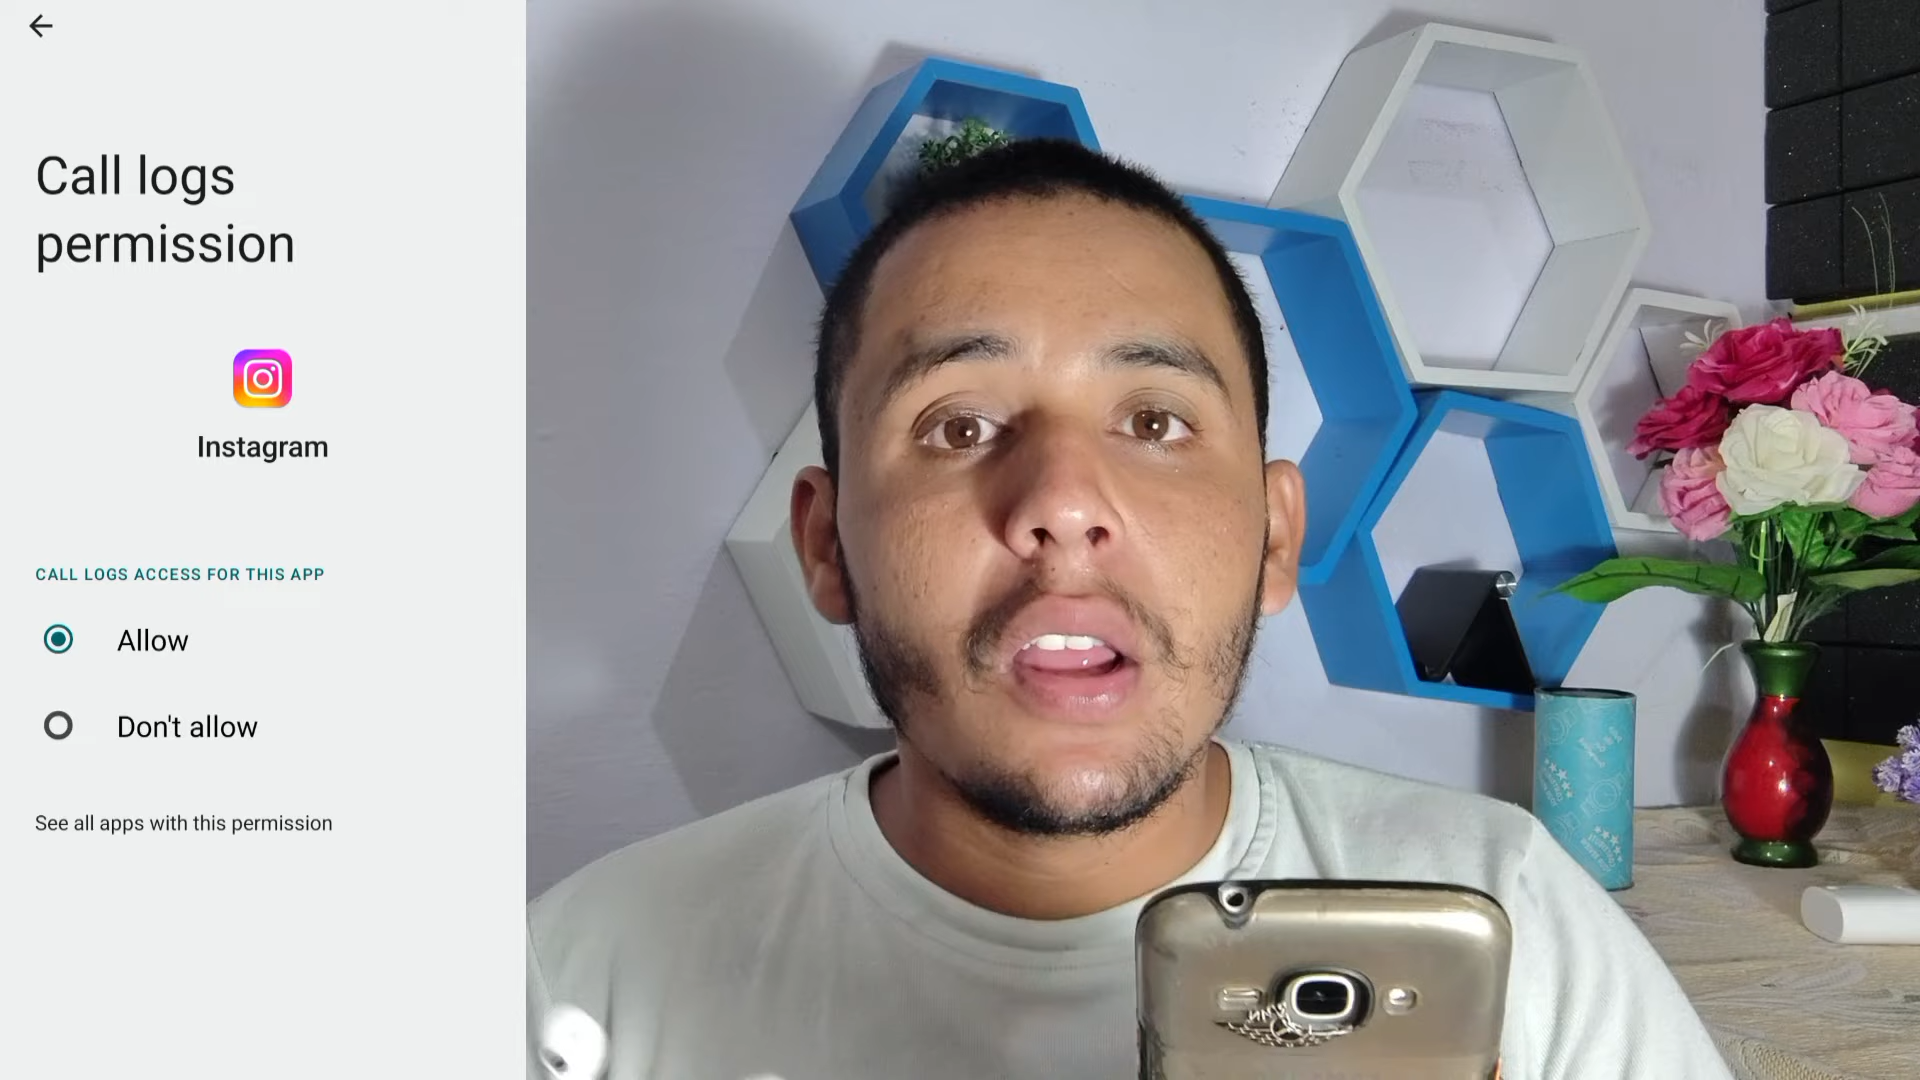 Call logs
permission
Instagram
CALL LOGS ACCESS FOR THIS APP
Allow
Don't allow
See all apps with this permission